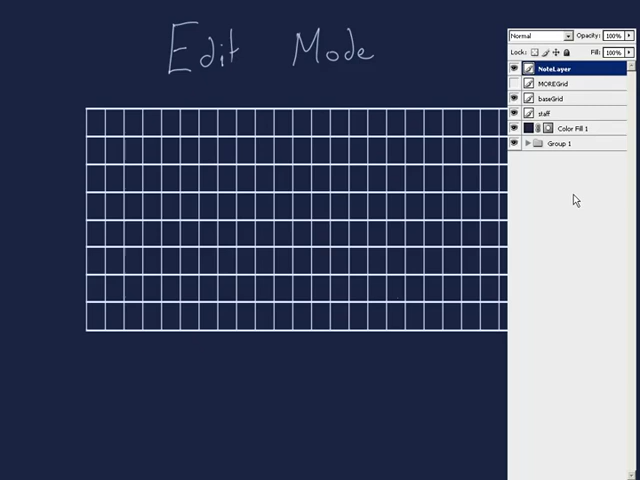 Edit Mode
Normal Opacity: 100%
Lock: Fill: 100%
NoteLayer
MOREGrid
baseGrid
staff
Color Fill 1
Group 1